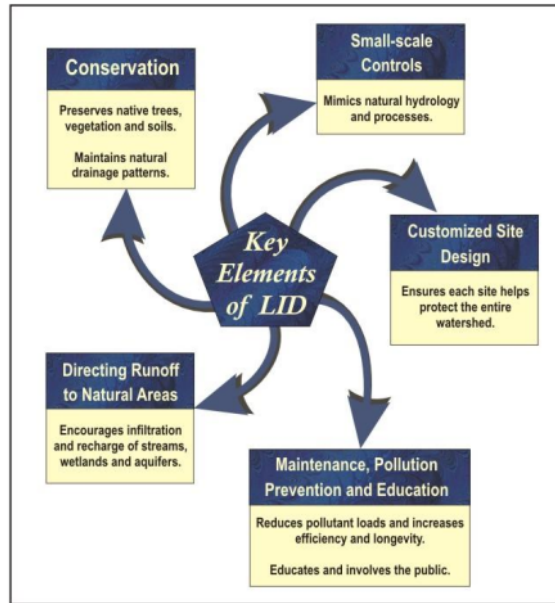 Conservation
Preserves native trees,
vegetation and soils.
Maintains natural
drainage patterns.
Small-scale
Controls
Mimics natural hydrology
and processes.
Key
Elements
of LID
Customized Site
Design
Ensures each site helps
protect the entire
watershed.
Directing Runoff
to Natural Areas
Encourages infiltration
and recharge of streams,
wetlands and aquifers.
Maintenance, Pollution
Prevention and Education
Reduces pollutant loads and increases
efficiency and longevity.
Educates and involves the public.